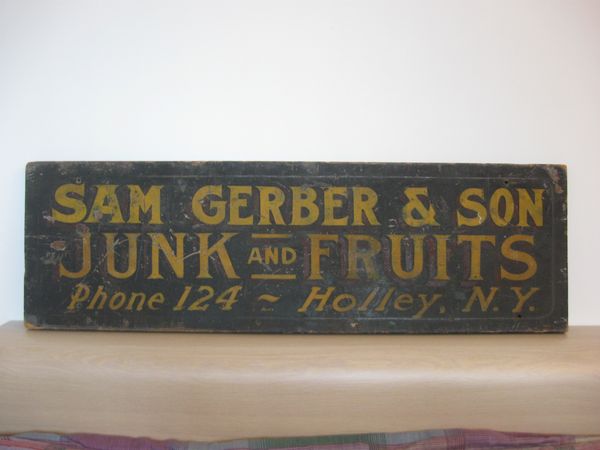 SAM GERBER & SON
JUNK AND FRUITS
Phone 124 ~ Holley, N.Y.